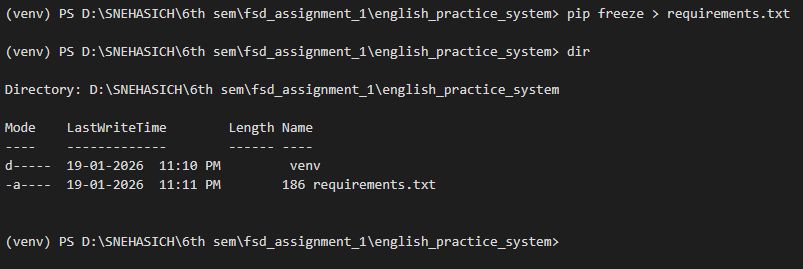 (venv) PS D:\SNEHASICH\6th sem\fsd_assignment_1\english_practice_system> pip freeze > requirements.txt
(venv) PS D:\SNEHASICH\6th sem\fsd_assignment_1\english_practice_system> dir
Directory: D:\SNEHASICH\6th sem\fsd_assignment_1\english_practice_system
Mode    LastWriteTime        Length Name
----    -------------        ------ ----
d-----  19-01-2026  11:10 PM         venv
-a----  19-01-2026  11:11 PM        186 requirements.txt
(venv) PS D:\SNEHASICH\6th sem\fsd_assignment_1\english_practice_system>